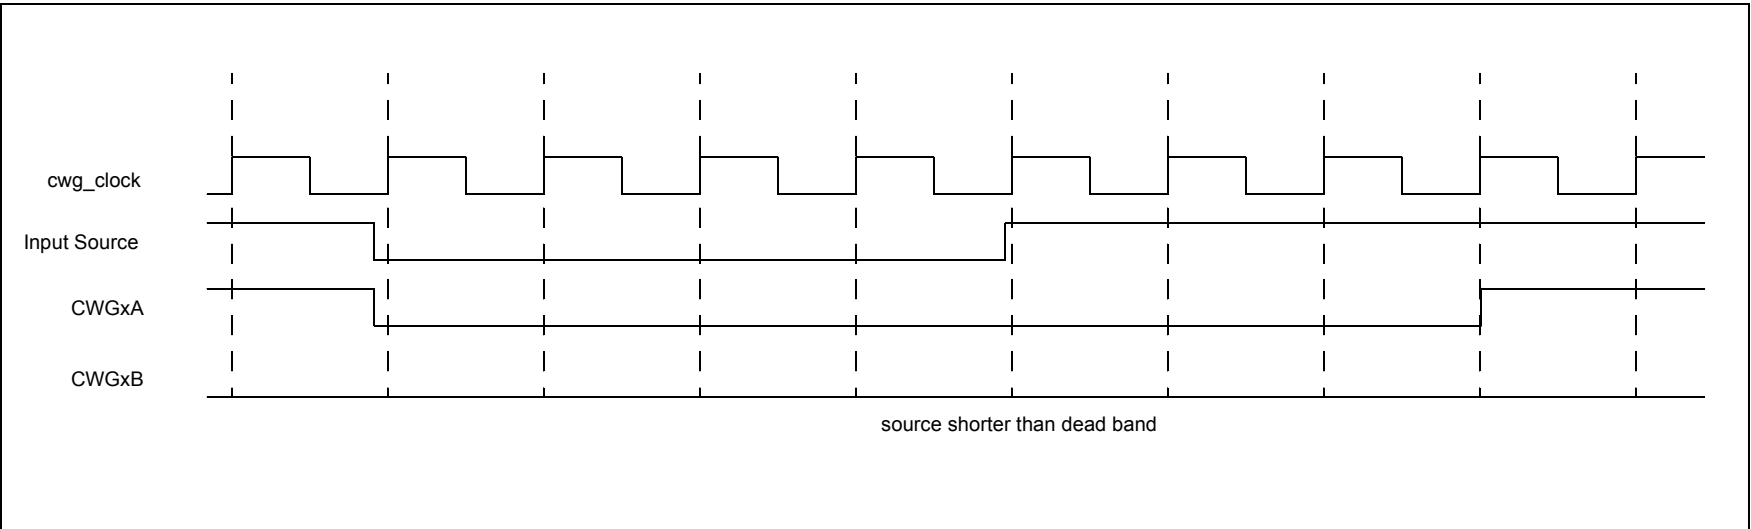 cwg_clock
Input Source
CWGxA
CWGxB
source shorter than dead band